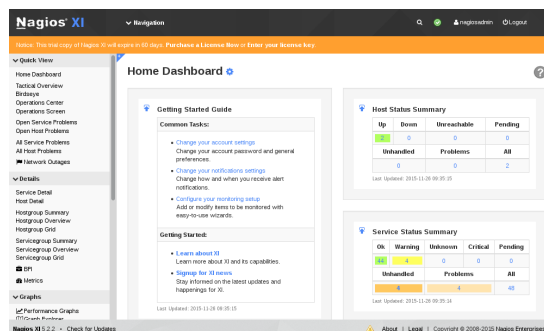 Nagios XI
Navigation
nagiosadmin
Logout
Notice: This trial copy of Nagios XI will expires in 60 days. Purchase a License Now or Enter your license key.
Quick View
Home Dashboard
Tactical Overview
Birdseye
Operations Center
Operations Screen
Open Service Problems
Open Host Problems
All Service Problems
All Host Problems
Network Outages
Details
Service Detail
Host Detail
Hostgroup Summary
Hostgroup Overview
Hostgroup Grid
Servicegroup Summary
Servicegroup Overview
Servicegroup Grid
BPI
Metrics
Graphs
Performance Graphs
Graph Explorer
Home Dashboard
?
Getting Started Guide
Common Tasks:
Change your account settings
Change your account password and general
preferences.
Change your notifications settings
Change how and when you receive alert
notifications.
Configure your monitoring setup
Add or modify items to be monitored with
easy-to-use wizards.
Getting Started:
Learn about XI
Learn more about XI and its capabilities.
Signup for XI news
Stay informed on the latest updates and
happenings for XI.
Last Updated: 2015-11-26 09:35:15
Host Status Summary
Up Down Unreachable Pending
2 0 0 0
Unhandled Problems All
0 0 2
Last Updated: 2015-11-26 09:35:15
Service Status Summary
Ok Warning Unknown Critical Pending
44 4 0 0 0
Unhandled Problems All
4 4 48
Last Updated: 2015-11-26 09:35:14
Nagios XI 5.2.2 • Check for Updates
About | Legal | Copyright © 2008-2015 Nagios Enterprises